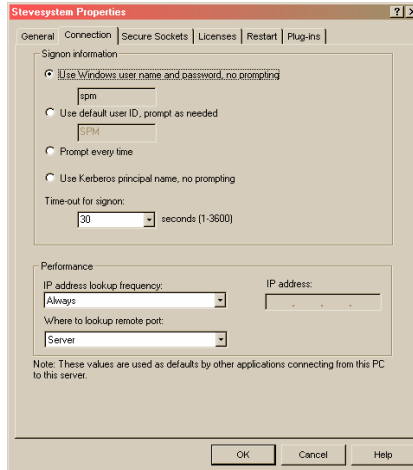 Stevesystem Properties
General Connection Secure Sockets Licenses Restart Plug-ins
Signon information
Use Windows user name and password, no prompting
spm
Use default user ID, prompt as needed
SPM
Prompt every time
Use Kerberos principal name, no prompting
Time-out for signon:
30 seconds (1-3600)
Performance
IP address lookup frequency: IP address:
Always . . .
Where to lookup remote port:
Server
Note: These values are used as defaults by other applications connecting from this PC
to this server.
OK Cancel Help